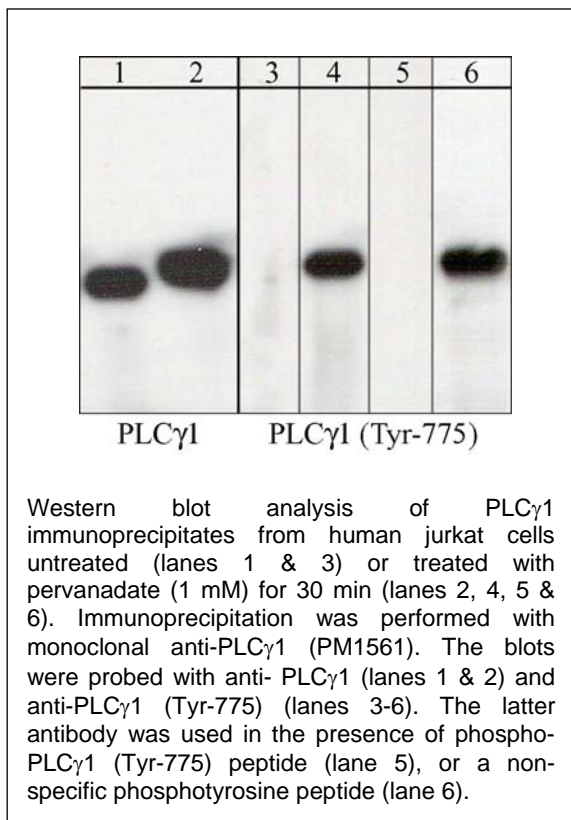 1 2 3 4 5 6
PLCγ1 PLCγ1 (Tyr-775)
Western blot analysis of PLCγ1
immunoprecipitates from human jurkat cells
untreated (lanes 1 & 3) or treated with
pervanadate (1 mM) for 30 min (lanes 2, 4, 5 &
6). Immunoprecipitation was performed with
monoclonal anti-PLCγ1 (PM1561). The blots
were probed with anti- PLCγ1 (lanes 1 & 2) and
anti-PLCγ1 (Tyr-775) (lanes 3-6). The latter
antibody was used in the presence of phospho-
PLCγ1 (Tyr-775) peptide (lane 5), or a non-
specific phosphotyrosine peptide (lane 6).